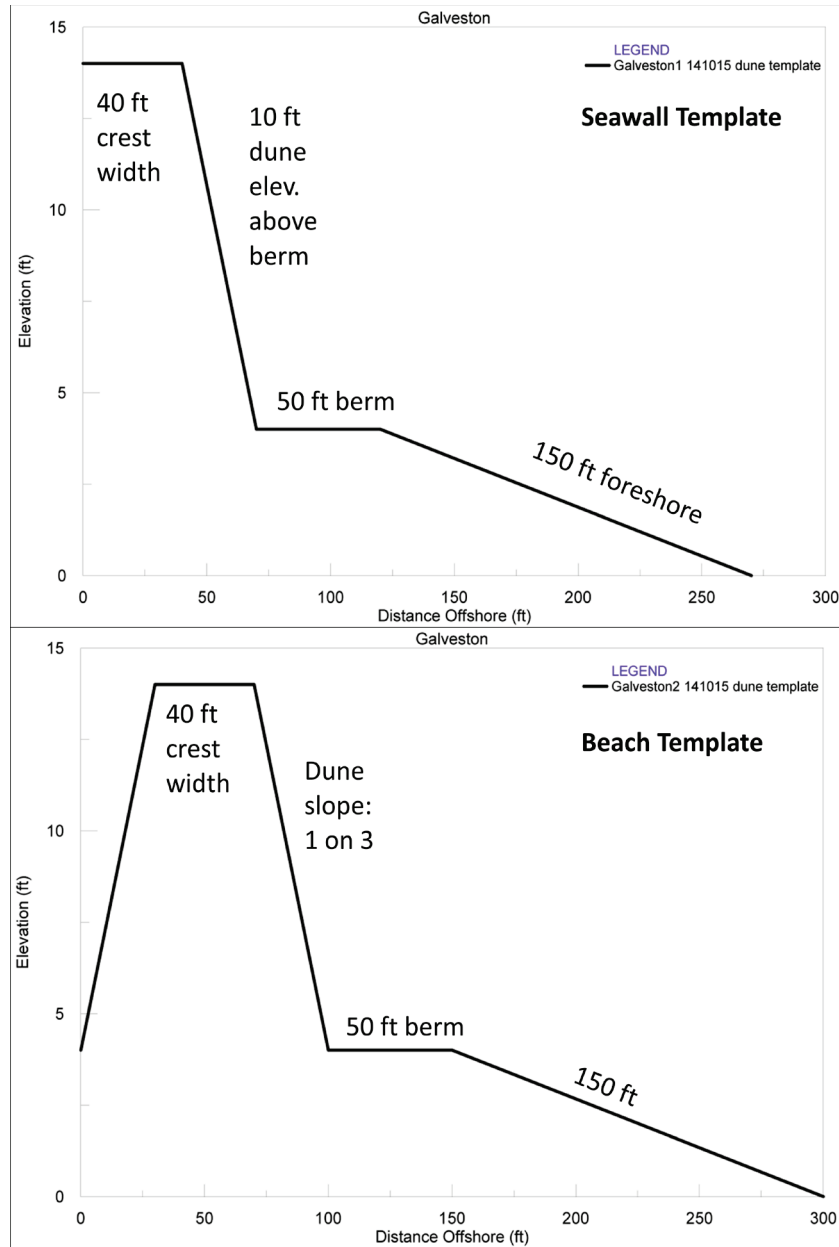 Galveston
15
LEGEND
Galveston1 141015 dune template
40 ft
crest
width
10 ft
dune
elev.
above
berm
Seawall Template
10
Elevation (ft)
5
50 ft berm
150 ft foreshore
0
0 50 100 150 200 250 300
Distance Offshore (ft)
Galveston
15
LEGEND
Galveston2 141015 dune template
40 ft
crest
width
Dune
slope:
1 on 3
Beach Template
10
Elevation (ft)
5
50 ft berm
150 ft
0
0 50 100 150 200 250 300
Distance Offshore (ft)